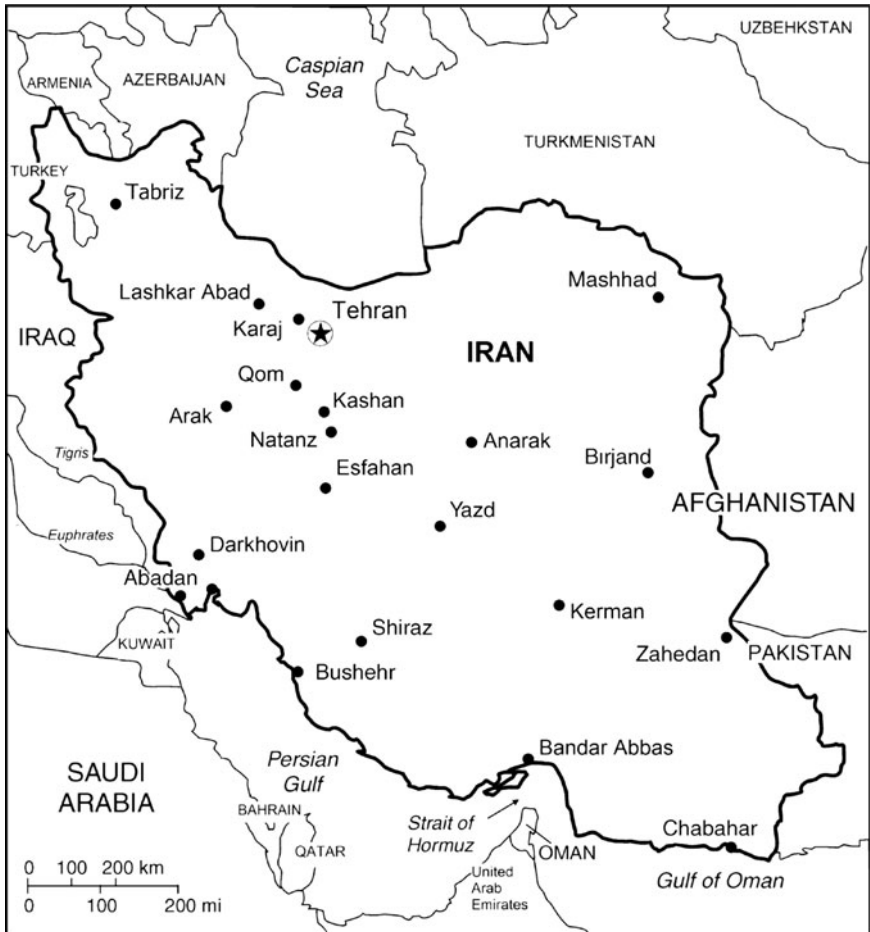 UZBEHKSTAN
Caspian
Sea
ARMENIA
AZERBAIJAN
TURKMENISTAN
TURKEY
Tabriz
Mashhad
Lashkar Abad
Tehran
Karaj
IRAQ
IRAN
Qom
Kashan
Arak
Natanz
Anarak
Tigris
Bırjand
Esfahan
AFGHANISTAN
Yazd
Euphrates
Darkhovin
Abadan
Kerman
Shiraz
KUWAIT
Zahedan
PAKISTAN
Bushehr
Bandar Abbas
Persian
Gulf
SAUDI
ARABIA
BAHRAIN
Strait of
Hormuz
Chabahar
QATAR
OMAN
0 100 200 km
United
Arab
Emirates
Gulf of Oman
0 100 200 mi